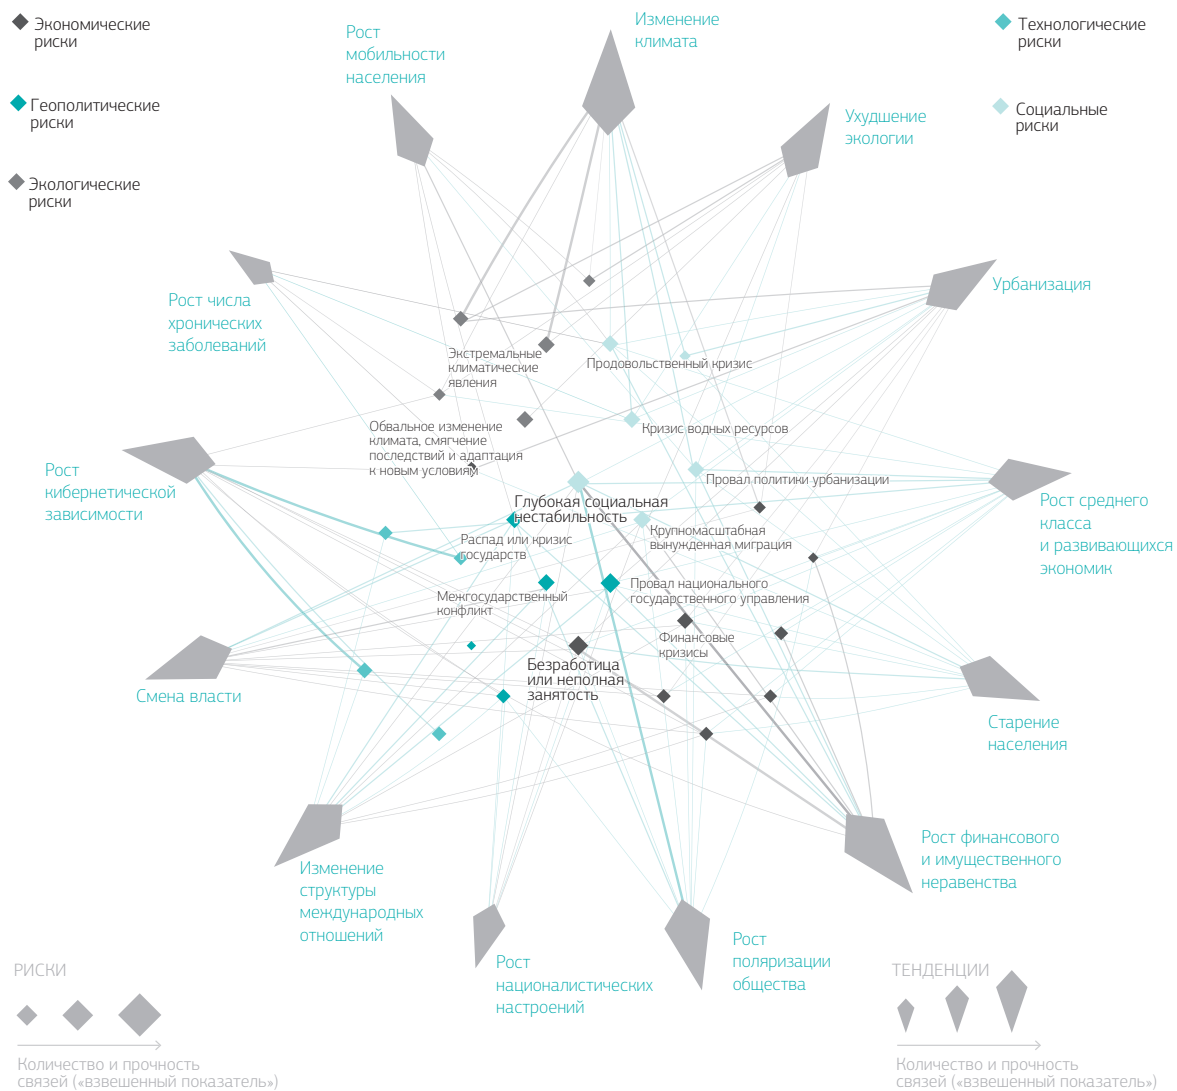 Экономические
риски
Геополитические
риски
Экологические
риски
Рост
мобильности
населения
Изменение
климата
Ухудшение
экологии
Технологические
риски
Социальные
риски
Рост числа
хронических
заболеваний
Урбанизация
Экстремальные
климатические
явления
Продовольственный кризис
Обвальное изменение
климата, смягчение
последствий и адаптация
к новым условиям
Кризис водных ресурсов
Рост
кибернетической
зависимости
Провал политики урбанизации
Рост среднего
класса
и развивающихся
экономик
Глубокая социальная
нестабильность
Распад или кризис
государств
Крупномасштабная
вынужденная миграция
Межгосударственный
конфликт
Провал национального
государственного управления
Финансовые
кризисы
Безработица
или неполная
занятость
Смена власти
Старение
населения
Изменение
структуры
международных
отношений
Рост финансового
и имущественного
неравенства
Рост
националистических
настроений
Рост
поляризации
общества
РИСКИ
Количество и прочность
связей («взвешенный показатель»)
ТЕНДЕНЦИИ
Количество и прочность
связей («взвешенный показатель»)